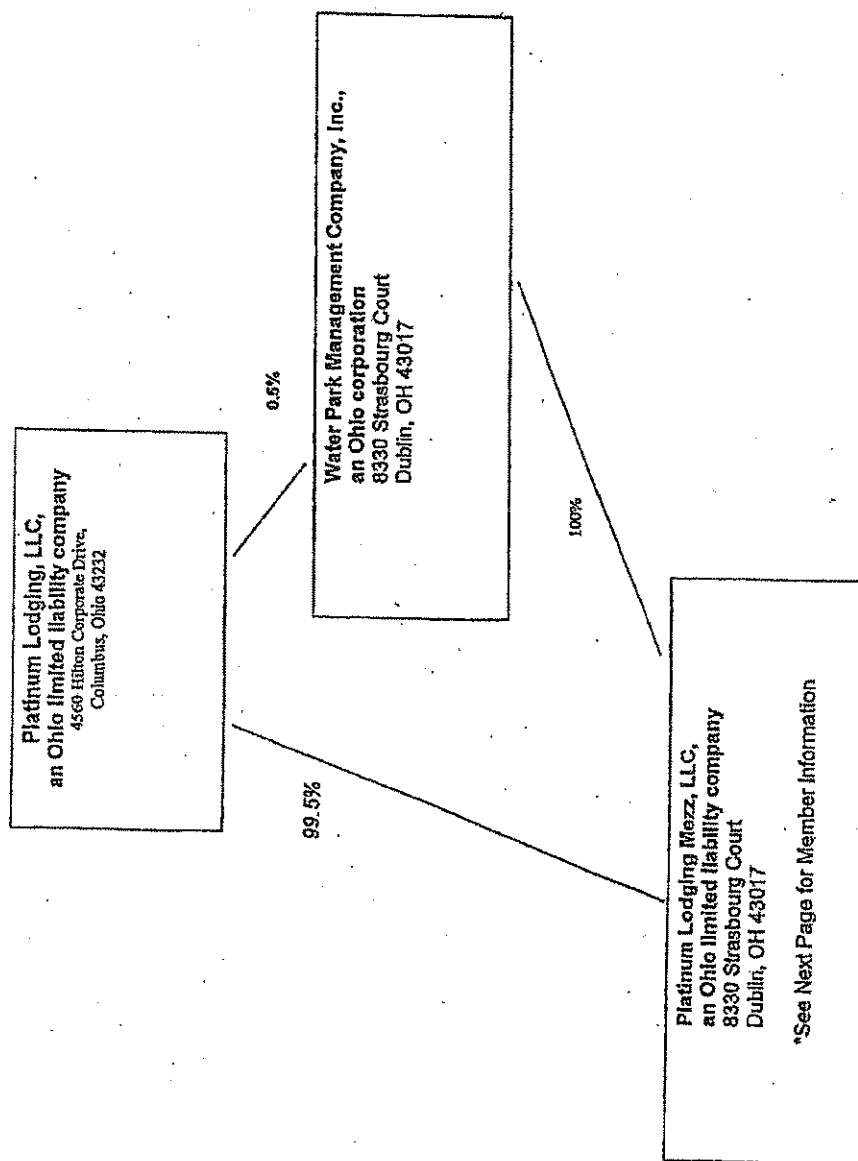 Platinum Lodging, LLC,
an Ohio limited liability company
4560 Hilton Corporate Drive,
Columbus, Ohio 43232
0.5%
Water Park Management Company, Inc.,
an Ohio corporation
8330 Strasbourg Court
Dublin, OH 43017
99.5%
100%
Platinum Lodging Mezz, LLC,
an Ohio limited liability company
8330 Strasbourg Court
Dublin, OH 43017
*See Next Page for Member Information